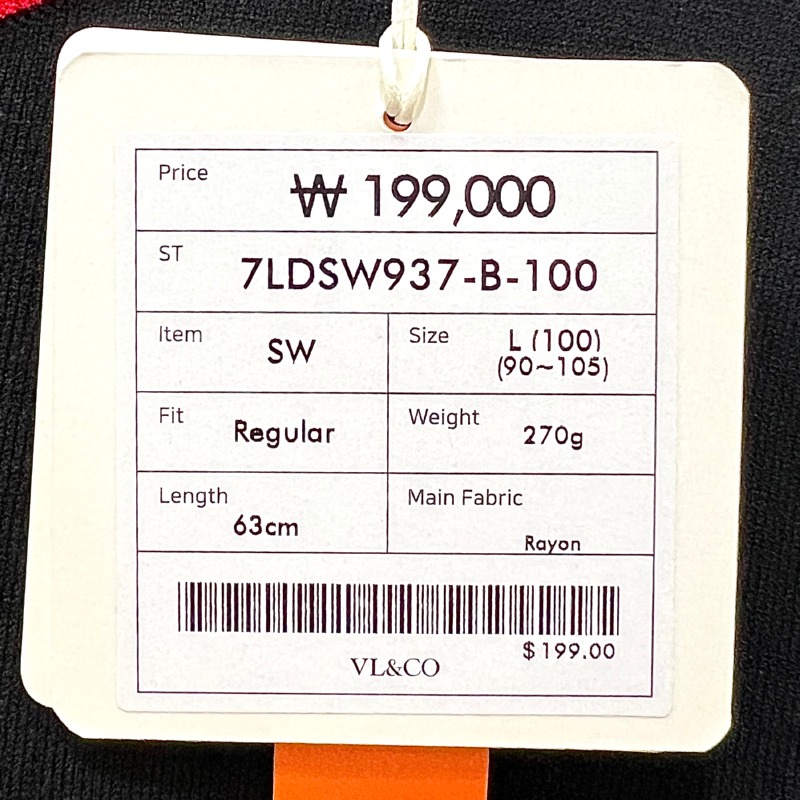 Price
₩ 199,000
ST
7LDSW937-B-100
Item
SW
Size
L (100)
(90~105)
Fit
Regular
Weight
270g
Length
63cm
Main Fabric
Rayon
$199.00
VL&CO